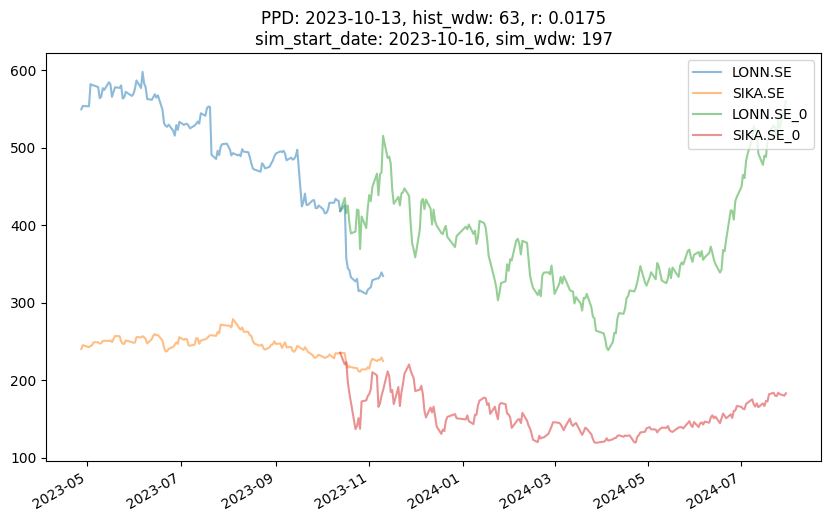 PPD: 2023-10-13, hist_wdw: 63, r: 0.0175
sim_start_date: 2023-10-16, sim_wdw: 197
LONN.SE
SIKA.SE
LONN.SE_0
SIKA.SE_0
600
500
400
300
200
100
2023-05
2023-07
2023-09
2023-11
2024-01
2024-03
2024-05
2024-07